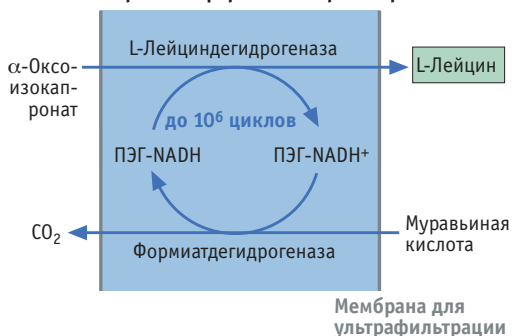 L-Лейциндегидрогеназа
α-Оксо-
изокап-
ронат
L-Лейцин
до 10⁶ циклов
ПЭГ-NADH
ПЭГ-NADH⁺
CO₂
Муравьиная
кислота
Формиатдегидрогеназа
Мембрана для
ультрафильтрации